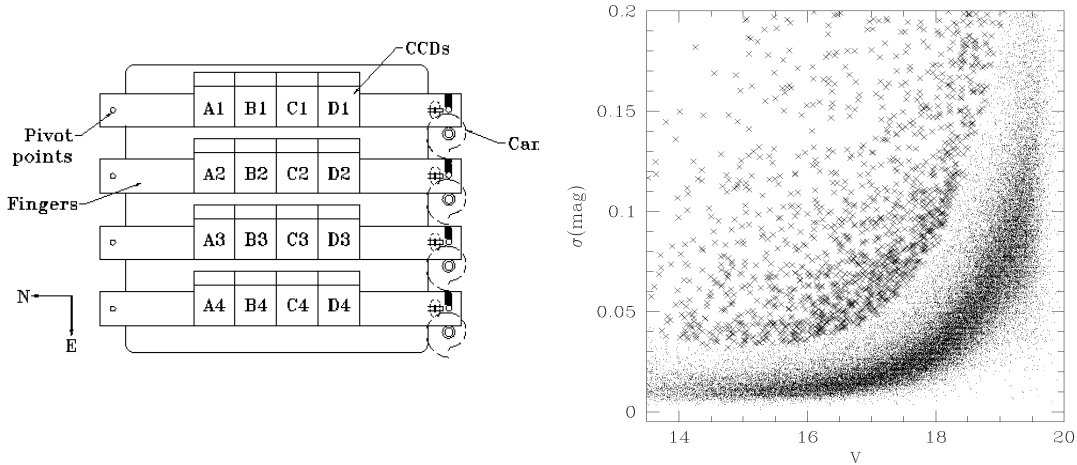 CCDs
A1 B1 C1 D1
Pivot
points
Cam
A2 B2 C2 D2
Fingers
A3 B3 C3 D3
N
A4 B4 C4 D4
E
0.2
0.15
0.1
0.05
0
σ(mag)
14 16 18 20
V